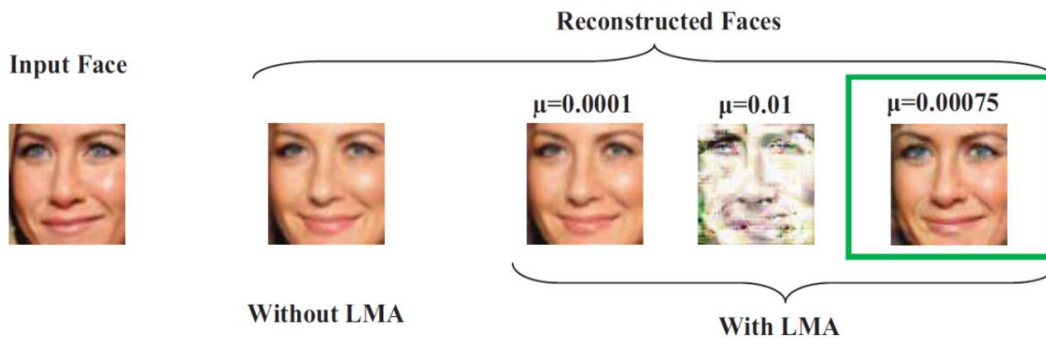 Reconstructed Faces
Input Face
μ=0.0001 μ=0.01 μ=0.00075
Without LMA
With LMA